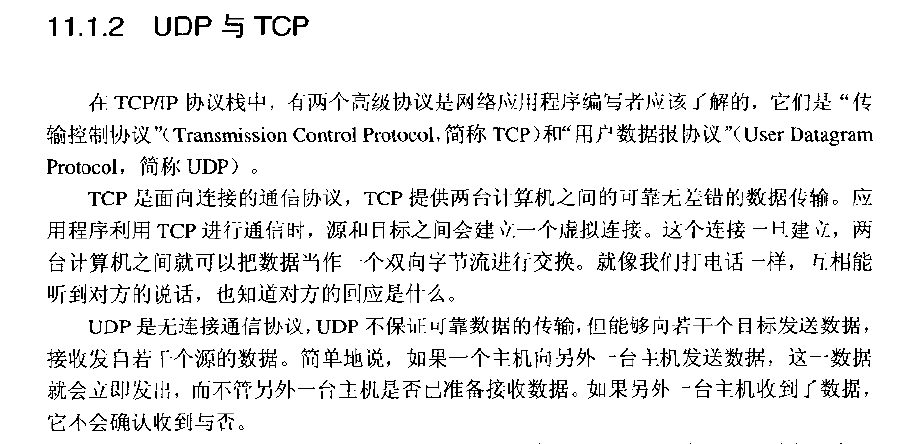 11.1.2 UDP 与 TCP
在 TCP/IP 协议栈中，有两个高级协议是网络应用程序编写者应该了解的，它们是“传
输控制协议”（Transmission Control Protocol,简称 TCP）和“用户数据报协议”（User Datagram
Protocol，简称 UDP）。
TCP 是面向连接的通信协议，TCP 提供两台计算机之间的可靠无差错的数据传输。应
用程序利用 TCP 进行通信时，源和目标之间会建立一个虚拟连接。这个连接一旦建立，两
台计算机之间就可以把数据当作一个双向字节流进行交换。就像我们打电话一样，互相能
听到对方的说话，也知道对方的回应是什么。
UDP 是无连接通信协议，UDP 不保证可靠数据的传输，但能够向若干个目标发送数据，
接收发自若干个源的数据。简单地说，如果一个主机向另外一台主机发送数据，这一数据
就会立即发出，而不管另外一台主机是否已准备接收数据。如果另外一台主机收到了数据，
它不会确认收到与否。